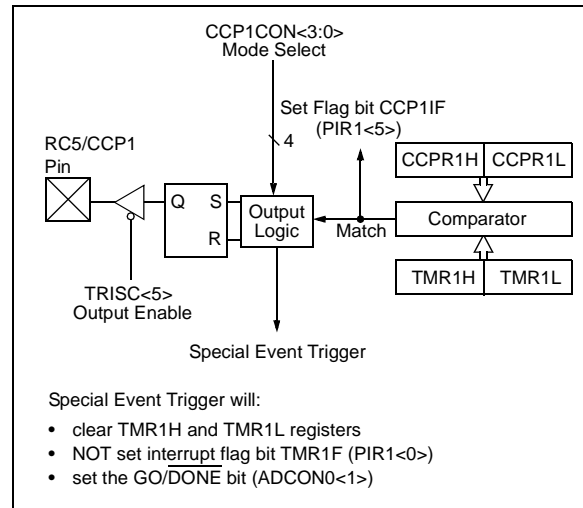 CCP1CON<3:0>
Mode Select
Set Flag bit CCP1IF
(PIR1<5>)
4
RC5/CCP1
Pin
CCPR1H CCPR1L
Q S
R
Output
Logic
Match
Comparator
TRISC<5>
Output Enable
TMR1H TMR1L
Special Event Trigger
Special Event Trigger will:
• clear TMR1H and TMR1L registers
• NOT set interrupt flag bit TMR1F (PIR1<0>)
• set the GO/DONE bit (ADCON0<1>)